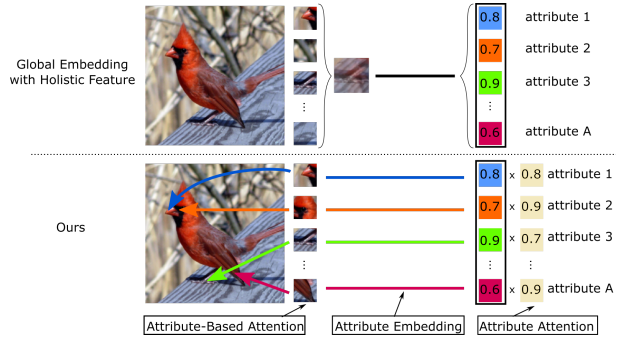 Global Embedding
with Holistic Feature
0.8 attribute 1
0.7 attribute 2
0.9 attribute 3
...
0.6 attribute A
Ours
0.8 x 0.8 attribute 1
0.7 x 0.9 attribute 2
0.9 x 0.7 attribute 3
...
0.6 x 0.9 attribute A
Attribute-Based Attention Attribute Embedding Attribute Attention